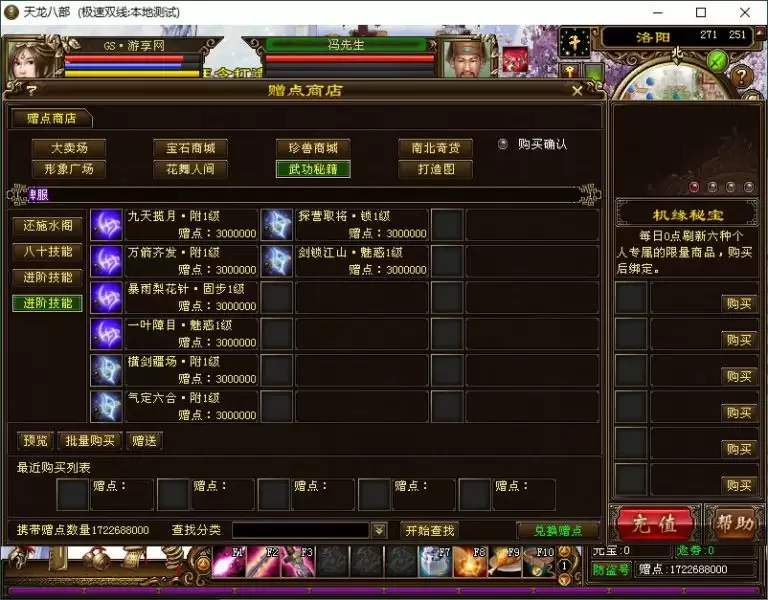 天龙八部 (极速双线:本地测试)
GS·游享网
冯先生
洛阳 271 251
北
?
赠点商店
赠点商店
大卖场 宝石商城 珍兽商城 南北奇货 购买确认
形象广场 花舞人间 武功秘籍 打造图
还施水阁
八十技能
进阶技能
进阶技能
九天揽月·附1级
赠点:3000000
探营取将·锁1级
赠点:3000000
万箭齐发·附1级
赠点:3000000
剑锁江山·魅惑1级
赠点:3000000
暴雨梨花针·固步1级
赠点:3000000
一叶障目·魅惑1级
赠点:3000000
横剑疆场·附1级
赠点:3000000
气定六合·附1级
赠点:3000000
机缘秘宝
每日0点刷新六种个
人专属的限量商品,购买
后绑定。
购买
购买
购买
购买
购买
购买
预览 批量购买 赠送
最近购买列表
赠点: 赠点: 赠点: 赠点: 赠点:
携带赠点数量1722688000 查找分类 开始查找 兑换赠点
充值 帮助
F1 F2 F3 F7 F8 F9 F10 1
元宝:0
防盗号 赠点:1722688000